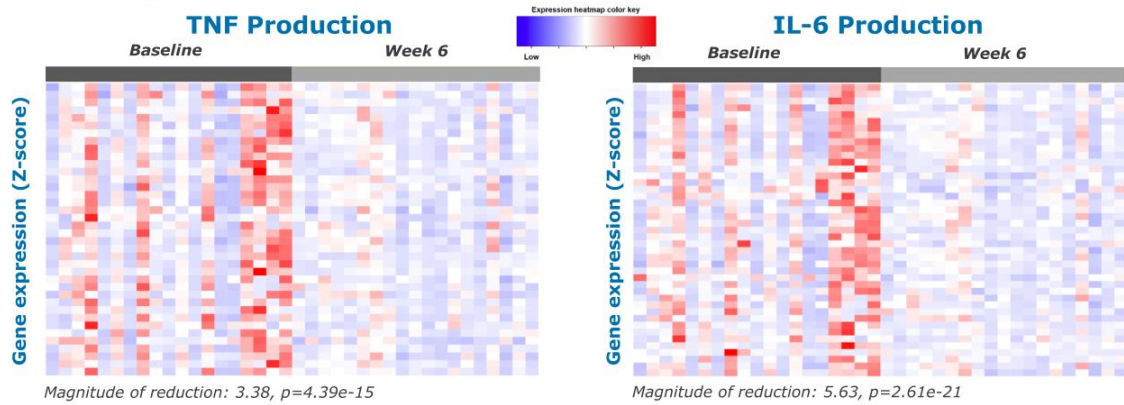 TNF Production
Expression heatmap color key
Low
High
IL-6 Production
Baseline
Week 6
Baseline
Week 6
Gene expression (Z-score)
Gene expression (Z-score)
Magnitude of reduction: 3.38, p=4.39e-15
Magnitude of reduction: 5.63, p=2.61e-21